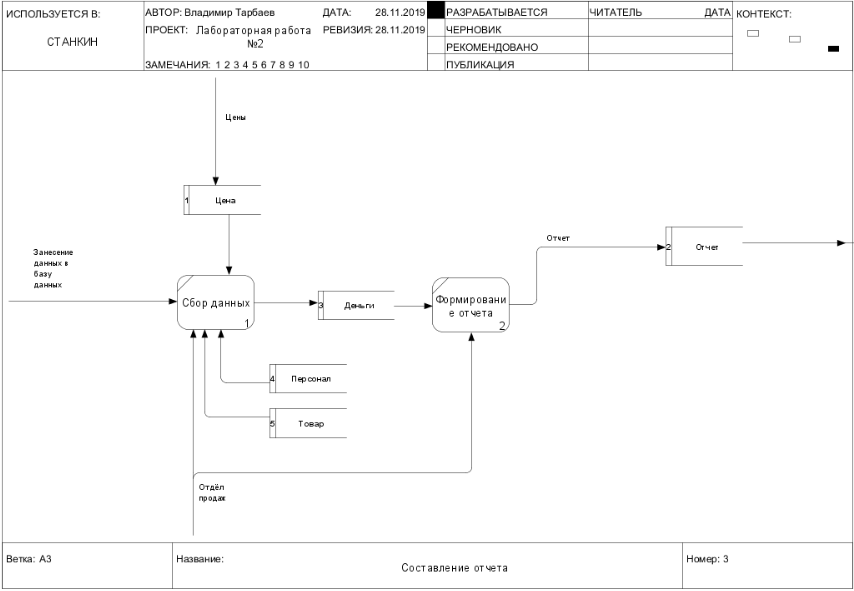 ИСПОЛЬЗУЕТСЯ В:
СТАНКИН
АВТОР: Владимир Тарбаев
ДАТА: 28.11.2019
ПРОЕКТ: Лабораторная работа
№2
РЕВИЗИЯ: 28.11.2019
ЗАМЕЧАНИЯ: 1 2 3 4 5 6 7 8 9 10
РАЗРАБАТЫВАЕТСЯ
ЧЕРНОВИК
РЕКОМЕНДОВАНО
ПУБЛИКАЦИЯ
ЧИТАТЕЛЬ
ДАТА
КОНТЕКСТ:
Цены
1 Цена
Занесение
данных в
базу
данных
Сбор данных
1
3 Деньги
Формировани
е отчета
2
Отчет
2 Отчет
4 Персонал
5 Товар
Отдёл
продаж
Ветка: A3
Название:
Составление отчета
Номер: 3